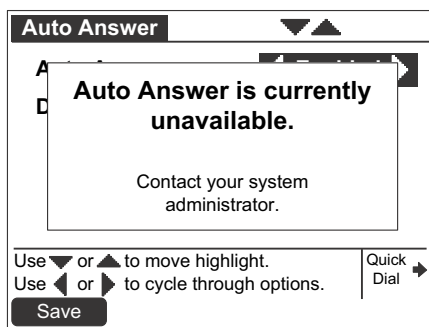 Auto Answer
Auto Answer is currently
unavailable.
Contact your system
administrator.
Use or to move highlight.
Use or to cycle through options.
Quick
Dial
Save